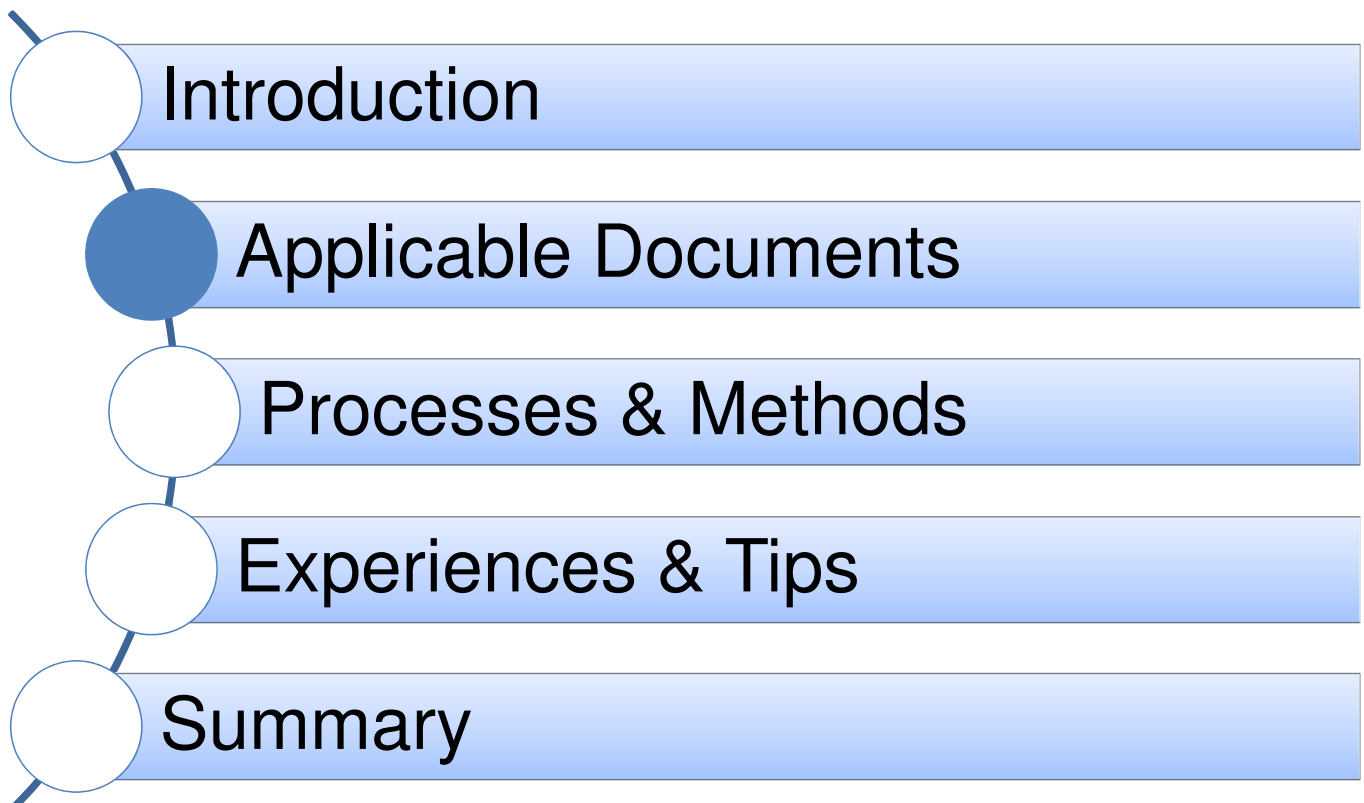 Introduction
Applicable Documents
Processes & Methods
Experiences & Tips
Summary